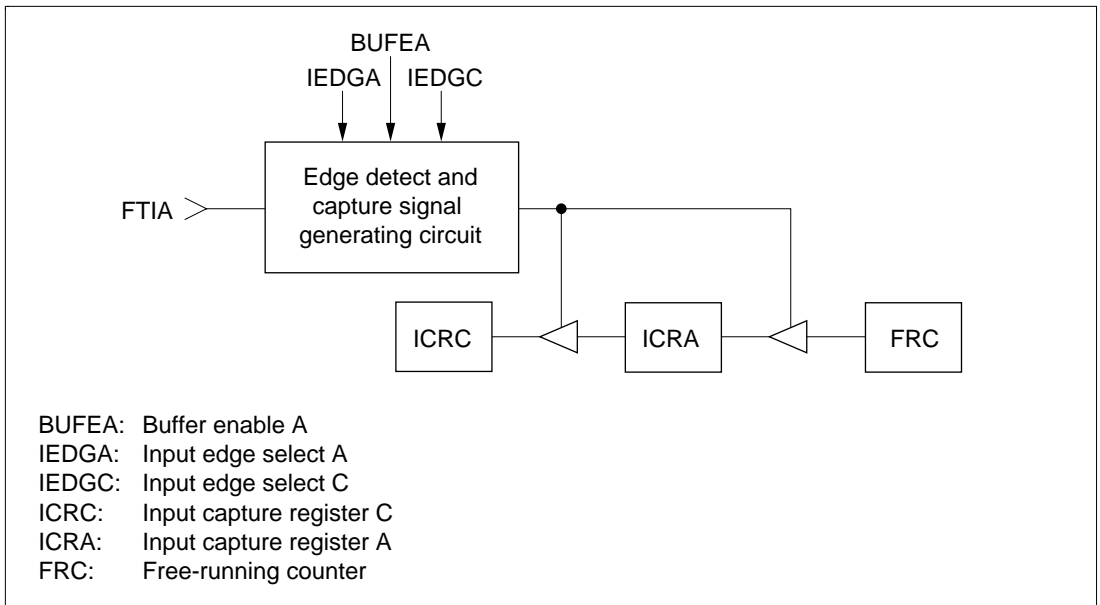 BUFEA
IEDGA IEDGC
FTIA
Edge detect and
capture signal
generating circuit
ICRC ICRA FRC
BUFEA: Buffer enable A
IEDGA: Input edge select A
IEDGC: Input edge select C
ICRC: Input capture register C
ICRA: Input capture register A
FRC: Free-running counter